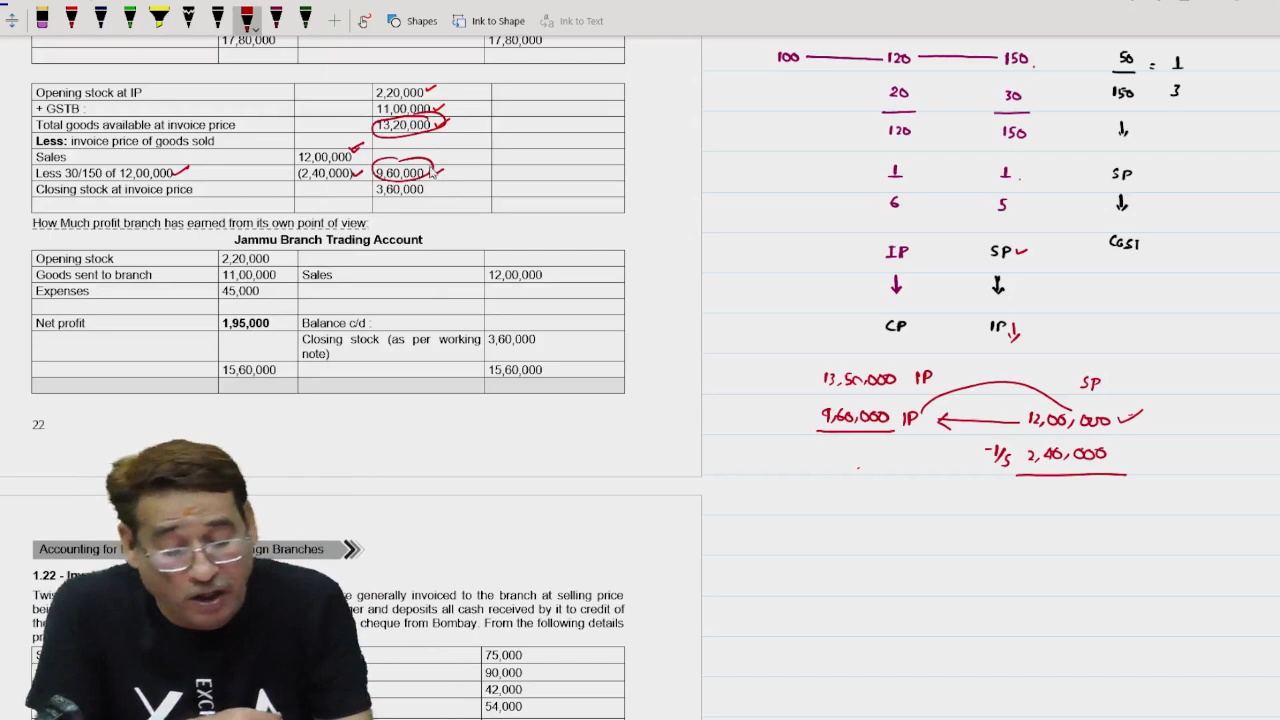 Shapes
Ink to Shape
Ink to Text
17,80,000 17,80,000
Opening stock at IP 2,20,000
+ GSTB : 11,00,000
Total goods available at invoice price 13,20,000
Less: invoice price of goods sold
Sales 12,00,000
Less 30/150 of 12,00,000 (2,40,000) 9,60,000
Closing stock at invoice price 3,60,000
How Much profit branch has earned from its own point of view:
Jammu Branch Trading Account
Opening stock 2,20,000
Goods sent to branch 11,00,000 Sales 12,00,000
Expenses 45,000
Net profit 1,95,000 Balance c/d :
Closing stock (as per working 3,60,000
note)
15,60,000 15,60,000
22
Accounting for
gn Branches
1.22 - In
Twis
e generally invoiced to the branch at selling price
bei
er and deposits all cash received by it to credit of
the
cheque from Bombay. From the following details
75,000
90,000
42,000
54,000
100 120 150
20 30
120 150
1 1
6 5
IP SP
CP IP
50 = 1
150 3
SP
CGST
13,50,000 IP SP
9,60,000 IP 12,00,000
-1/5 2,40,000
EXC